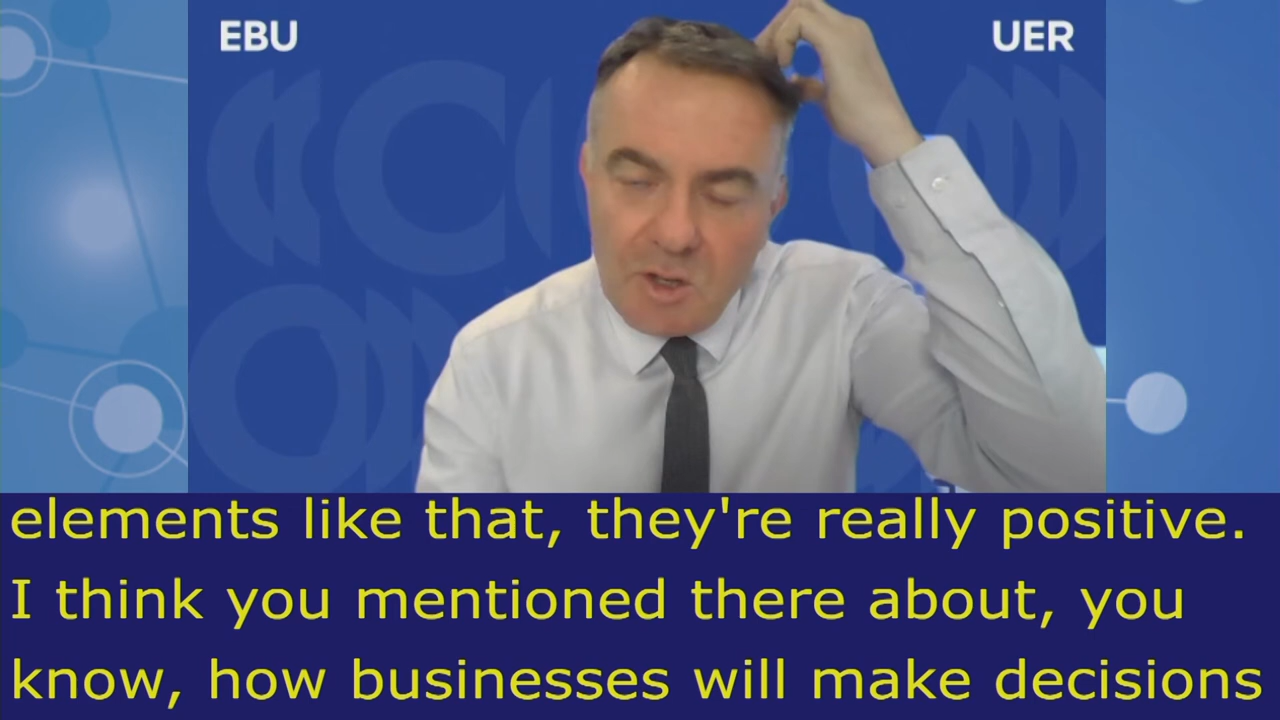 EBU
UER
elements like that, they're really positive.
I think you mentioned there about, you
know, how businesses will make decisions